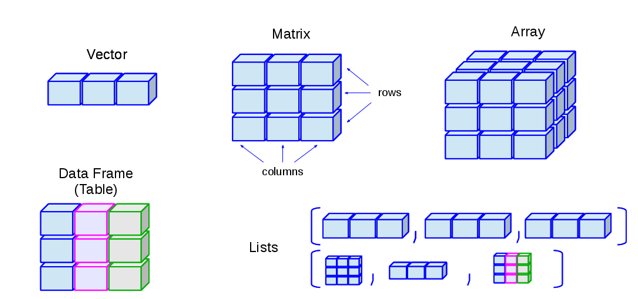 Vector
Matrix
Array
rows
columns
Data Frame
(Table)
Lists